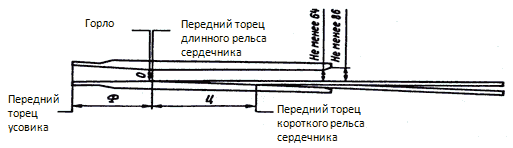 Горло
Передний торец
длинного рельса
сердечника
Не менее 64
Не менее 86
О
Ф
Ц
Передний
торец
усовика
Передний торец
короткого рельса
сердечника